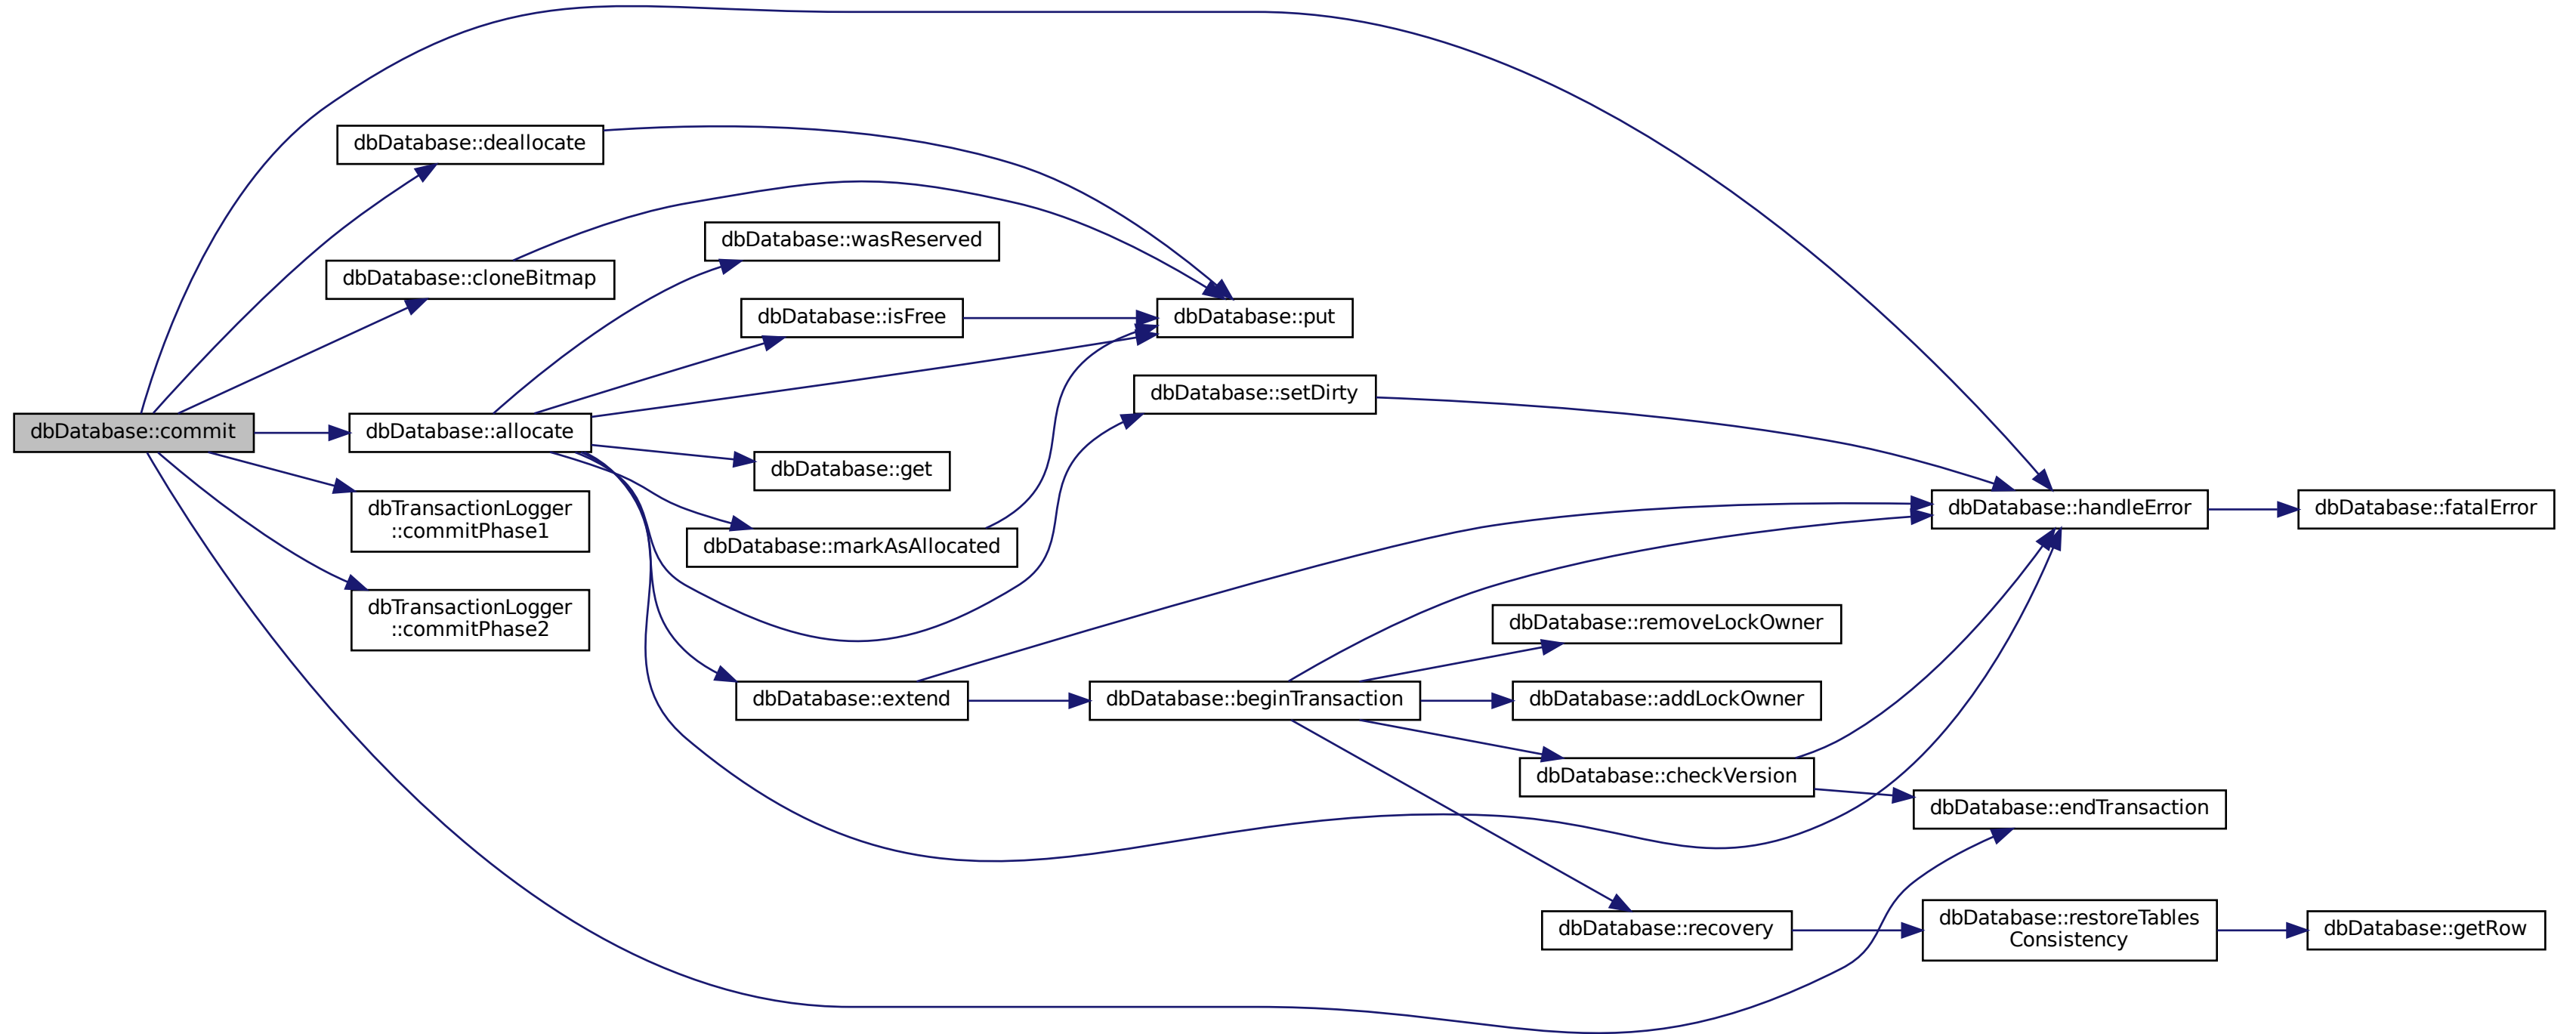 dbDatabase::deallocate
dbDatabase::wasReserved
dbDatabase::cloneBitmap
dbDatabase::isFree
dbDatabase::put
dbDatabase::setDirty
dbDatabase::commit
dbDatabase::allocate
dbDatabase::get
dbTransactionLogger
::commitPhase1
dbDatabase::handleError
dbDatabase::fatalError
dbDatabase::markAsAllocated
dbTransactionLogger
::commitPhase2
dbDatabase::removeLockOwner
dbDatabase::extend
dbDatabase::beginTransaction
dbDatabase::addLockOwner
dbDatabase::checkVersion
dbDatabase::endTransaction
dbDatabase::recovery
dbDatabase::restoreTables
Consistency
dbDatabase::getRow